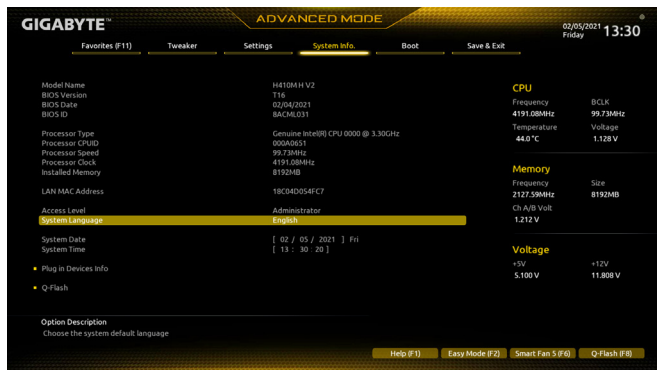 GIGABYTE™
ADVANCED MODE
02/05/2021 Friday 13:30
Favorites (F11) Tweaker Settings System Info. Boot Save & Exit
Model Name H410M H V2
BIOS Version T16
BIOS Date 02/04/2021
BIOS ID 8ACML031
Processor Type Genuine Intel(R) CPU 0000 @ 3.30GHz
Processor CPUID 000A0651
Processor Speed 99.73MHz
Processor Clock 4191.08MHz
Installed Memory 8192MB
LAN MAC Address 18C04D054FC7
Access Level Administrator
System Language English
System Date [ 02 / 05 / 2021 ] Fri
System Time [ 13 : 30 : 20 ]
Plug in Devices Info
Q-Flash
CPU
Frequency BCLK
4191.08MHz 99.73MHz
Temperature Voltage
44.0 °C 1.128 V
Memory
Frequency Size
2127.59MHz 8192MB
Ch A/B Volt
1.212 V
Voltage
+5V +12V
5.100 V 11.808 V
Option Description
Choose the system default language
Help (F1) Easy Mode (F2) Smart Fan 5 (F6) Q-Flash (F8)